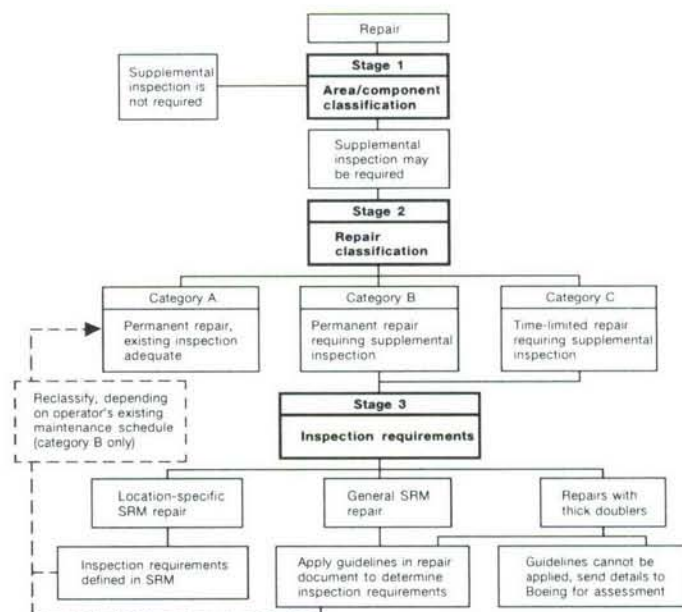 Repair
Stage 1
Area/component
classification
Supplemental
inspection is
not required
Supplemental
inspection may
be required
Stage 2
Repair
classification
Category A
Permanent repair,
existing inspection
adequate
Category B
Permanent repair
requiring supplemental
inspection
Category C
Time-limited repair
requiring supplemental
inspection
Reclassify, depending
on operator's existing
maintenance schedule
(category B only)
Stage 3
Inspection requirements
Location-specific
SRM repair
General SRM
repair
Repairs with
thick doublers
Inspection requirements
defined in SRM
Apply guidelines in repair
document to determine
inspection requirements
Guidelines cannot be
applied, send details to
Boeing for assessment